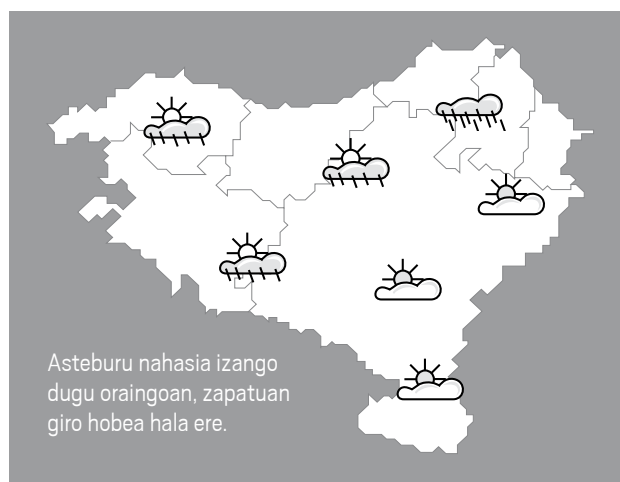 Asteburu nahasia izango
dugu oraingoan, zapatuan
giro hobea hala ere.